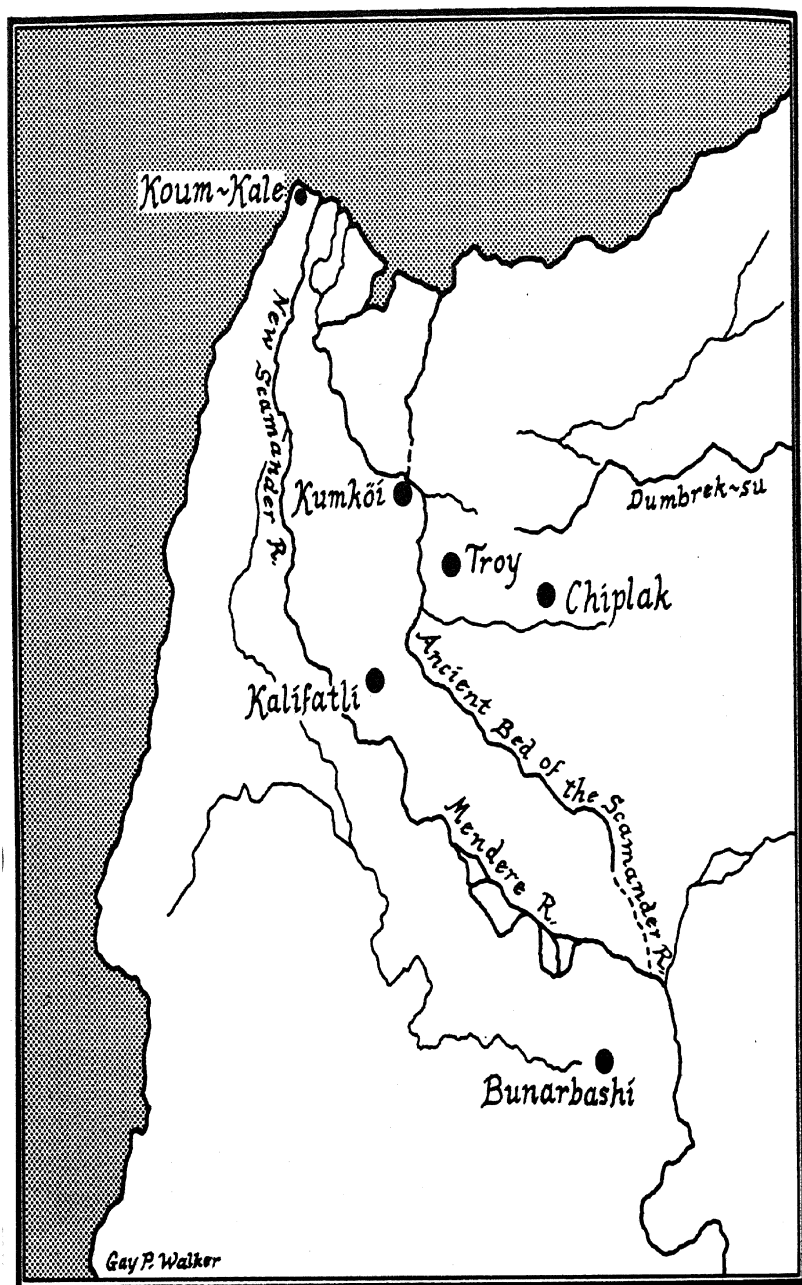 Koum~Kale
New Scamander R.
Kumköi
Dumbrek~su
Troy
Chiplak
Ancient Bed of the Scamander R.
Kalifatli
Mendere R.
Bunarbashi
Gay P. Walker